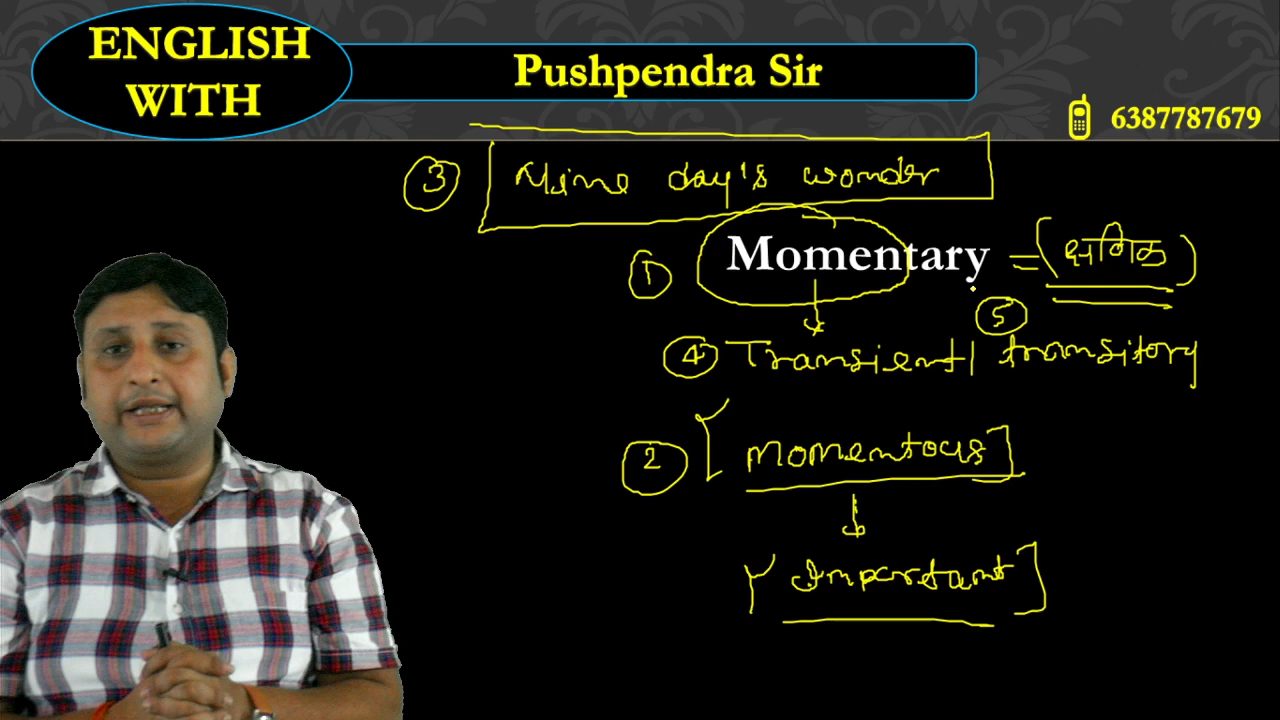 ENGLISH
WITH
Pushpendra Sir
6387787679
③ Nine day's wonder
① Momentary = (क्षणिक)
⑤
④ Transient / transitory
② [momentous]
[Important]